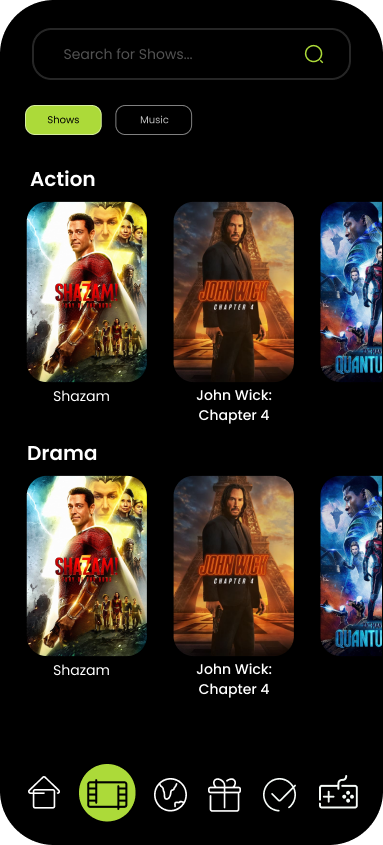 Search for Shows...
Shows
Music
Action
SHAZAM!
JOHN WICK
CHAPTER 4
QUANTU
Shazam
John Wick:
Chapter 4
Drama
SHAZAM!
JOHN WICK
CHAPTER 4
QUANTU
Shazam
John Wick:
Chapter 4